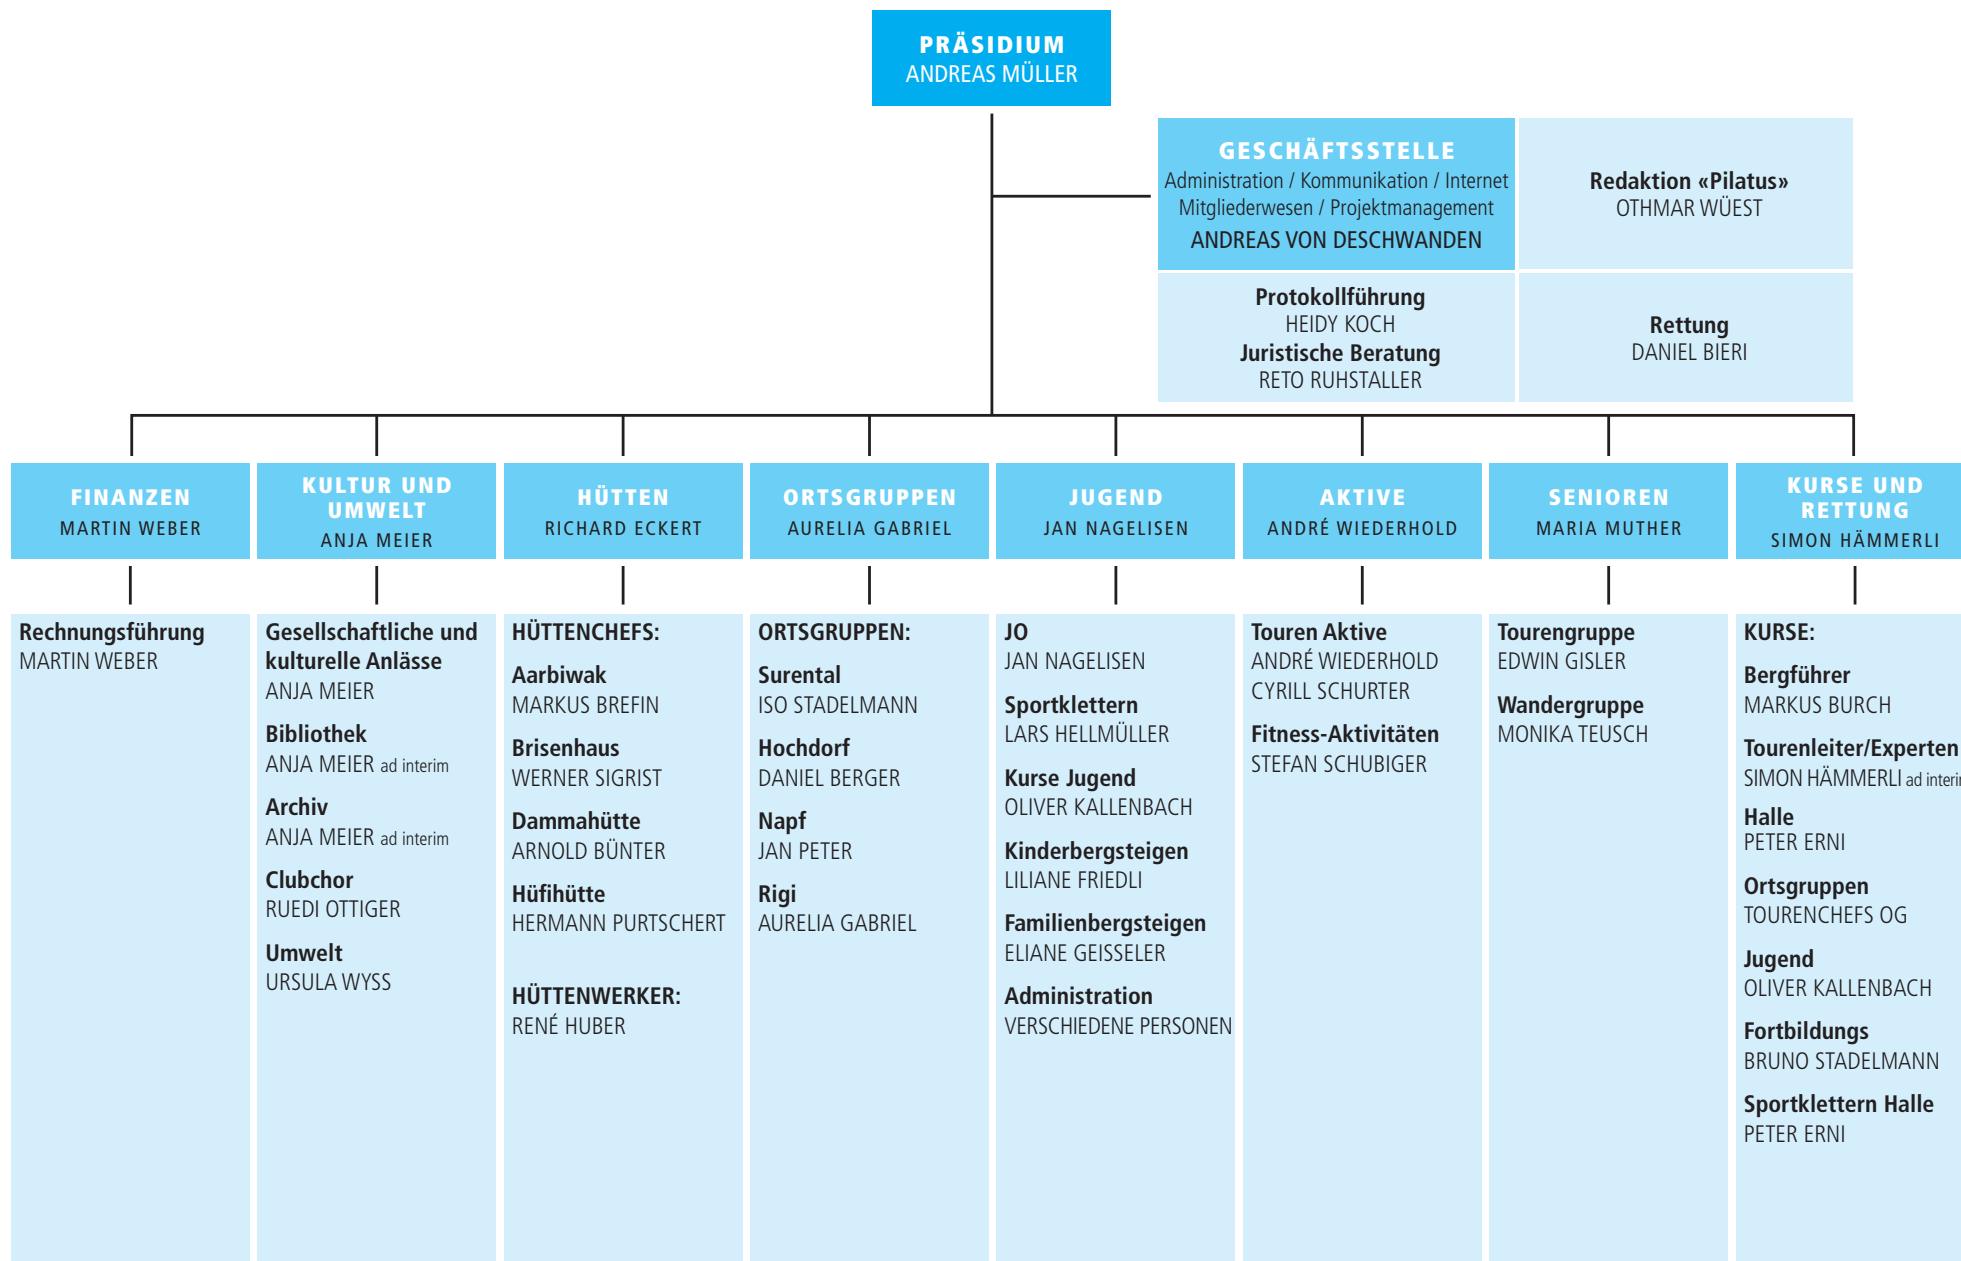 PRÄSIDIUM
ANDREAS MÜLLER
GESCHÄFTSSTELLE
Administration / Kommunikation / Internet
Mitgliederwesen / Projektmanagement
ANDREAS VON DESCHWANDEN
Redaktion «Pilatus»
OTHMAR WÜEST
Protokollführung
HEIDY KOCH
Juristische Beratung
RETO RUHSTALLER
Rettung
DANIEL BIERI
FINANZEN
MARTIN WEBER
KULTUR UND
UMWELT
ANJA MEIER
HÜTTEN
RICHARD ECKERT
ORTSGRUPPEN
AURELIA GABRIEL
JUGEND
JAN NAGELISEN
AKTIVE
ANDRÉ WIEDERHOLD
SENIOREN
MARIA MUTHER
KURSE UND
RETTUNG
SIMON HÄMMERLI
Rechnungsführung
MARTIN WEBER
Gesellschaftliche und
kulturelle Anlässe
ANJA MEIER
Bibliothek
ANJA MEIER ad interim
Archiv
ANJA MEIER ad interim
Clubchor
RUEDI OTTIGER
Umwelt
URSULA WYSS
HÜTTENCHEFS:
Aarbiwak
MARKUS BREFIN
Brisenhaus
WERNER SIGRIST
Dammahütte
ARNOLD BÜNTER
Hüfihütte
HERMANN PURTSCHERT
HÜTTENWERKER:
RENÉ HUBER
ORTSGRUPPEN:
Surental
ISO STADELMANN
Hochdorf
DANIEL BERGER
Napf
JAN PETER
Rigi
AURELIA GABRIEL
JO
JAN NAGELISEN
Sportklettern
LARS HELLMÜLLER
Kurse Jugend
OLIVER KALLENBACH
Kinderbergsteigen
LILIANE FRIEDLI
Familienbergsteigen
ELIANE GEISSELER
Administration
VERSCHIEDENE PERSONEN
Touren Aktive
ANDRÉ WIEDERHOLD
CYRILL SCHURTER
Fitness-Aktivitäten
STEFAN SCHUBIGER
Tourengruppe
EDWIN GISLER
Wandergruppe
MONIKA TEUSCH
KURSE:
Bergführer
MARKUS BURCH
Tourenleiter/Experten
SIMON HÄMMERLI ad interim
Halle
PETER ERNI
Ortsgruppen
TOURENCHEFS OG
Jugend
OLIVER KALLENBACH
Fortbildungs
BRUNO STADELMANN
Sportklettern Halle
PETER ERNI